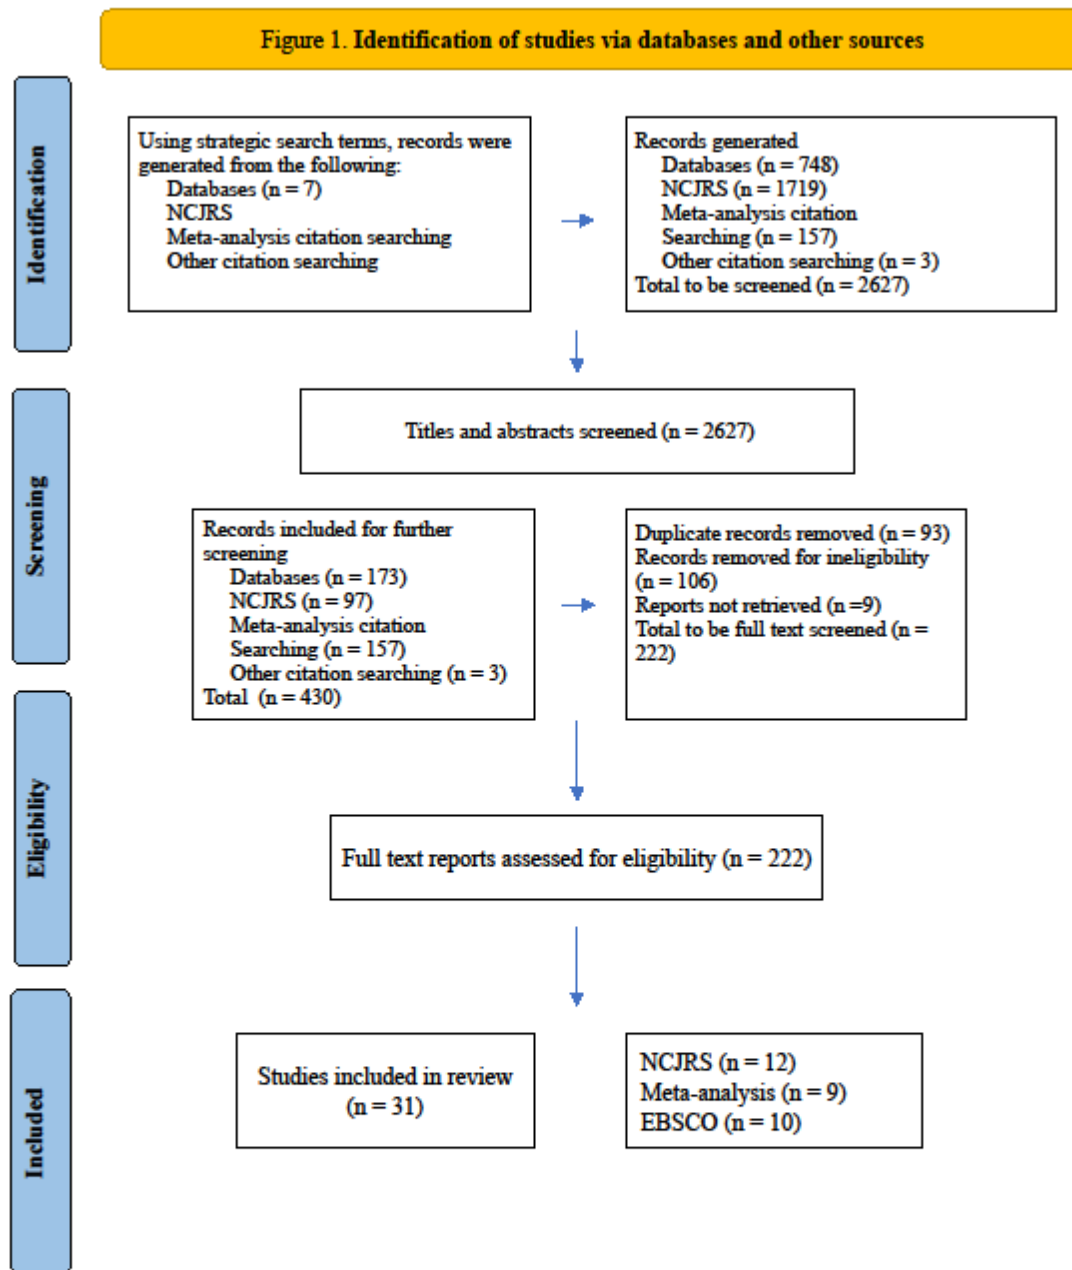 Figure 1. Identification of studies via databases and other sources
Identification
Using strategic search terms, records were
generated from the following:
Databases (n = 7)
NCJRS
Meta-analysis citation searching
Other citation searching
Records generated
Databases (n = 748)
NCJRS (n = 1719)
Meta-analysis citation
Searching (n = 157)
Other citation searching (n = 3)
Total to be screened (n = 2627)
Screening
Titles and abstracts screened (n = 2627)
Records included for further
screening
Databases (n = 173)
NCJRS (n = 97)
Meta-analysis citation
Searching (n = 157)
Other citation searching (n = 3)
Total (n = 430)
Duplicate records removed (n = 93)
Records removed for ineligibility
(n = 106)
Reports not retrieved (n =9)
Total to be full text screened (n =
222)
Eligibility
Full text reports assessed for eligibility (n = 222)
Included
Studies included in review
(n = 31)
NCJRS (n = 12)
Meta-analysis (n = 9)
EBSCO (n = 10)